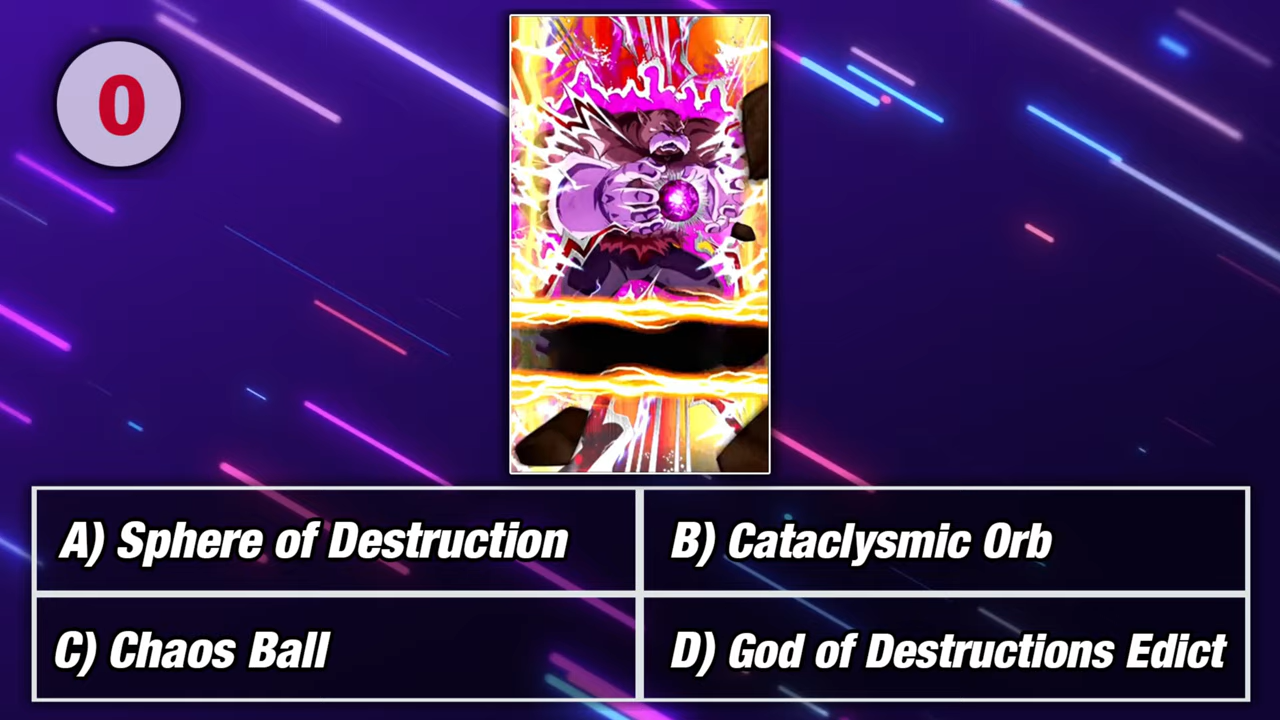 0
A) Sphere of Destruction
B) Cataclysmic Orb
C) Chaos Ball
D) God of Destructions Edict